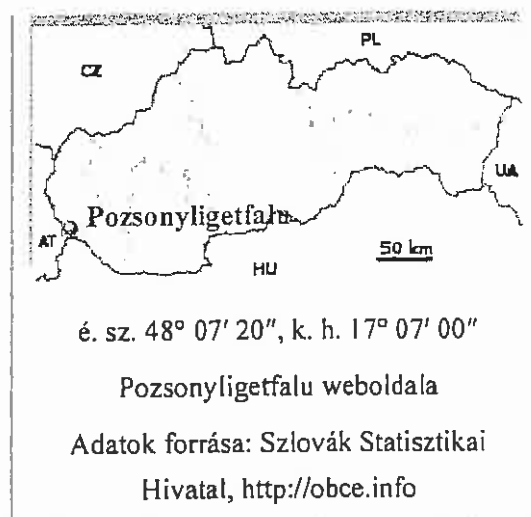 PL
CZ
UA
Pozsonyligetfalu
AT
50 km
HU
é. sz. 48° 07′ 20″, k. h. 17° 07′ 00″
Pozsonyligetfalu weboldala
Adatok forrása: Szlovák Statisztikai
Hivatal, http://obce.info